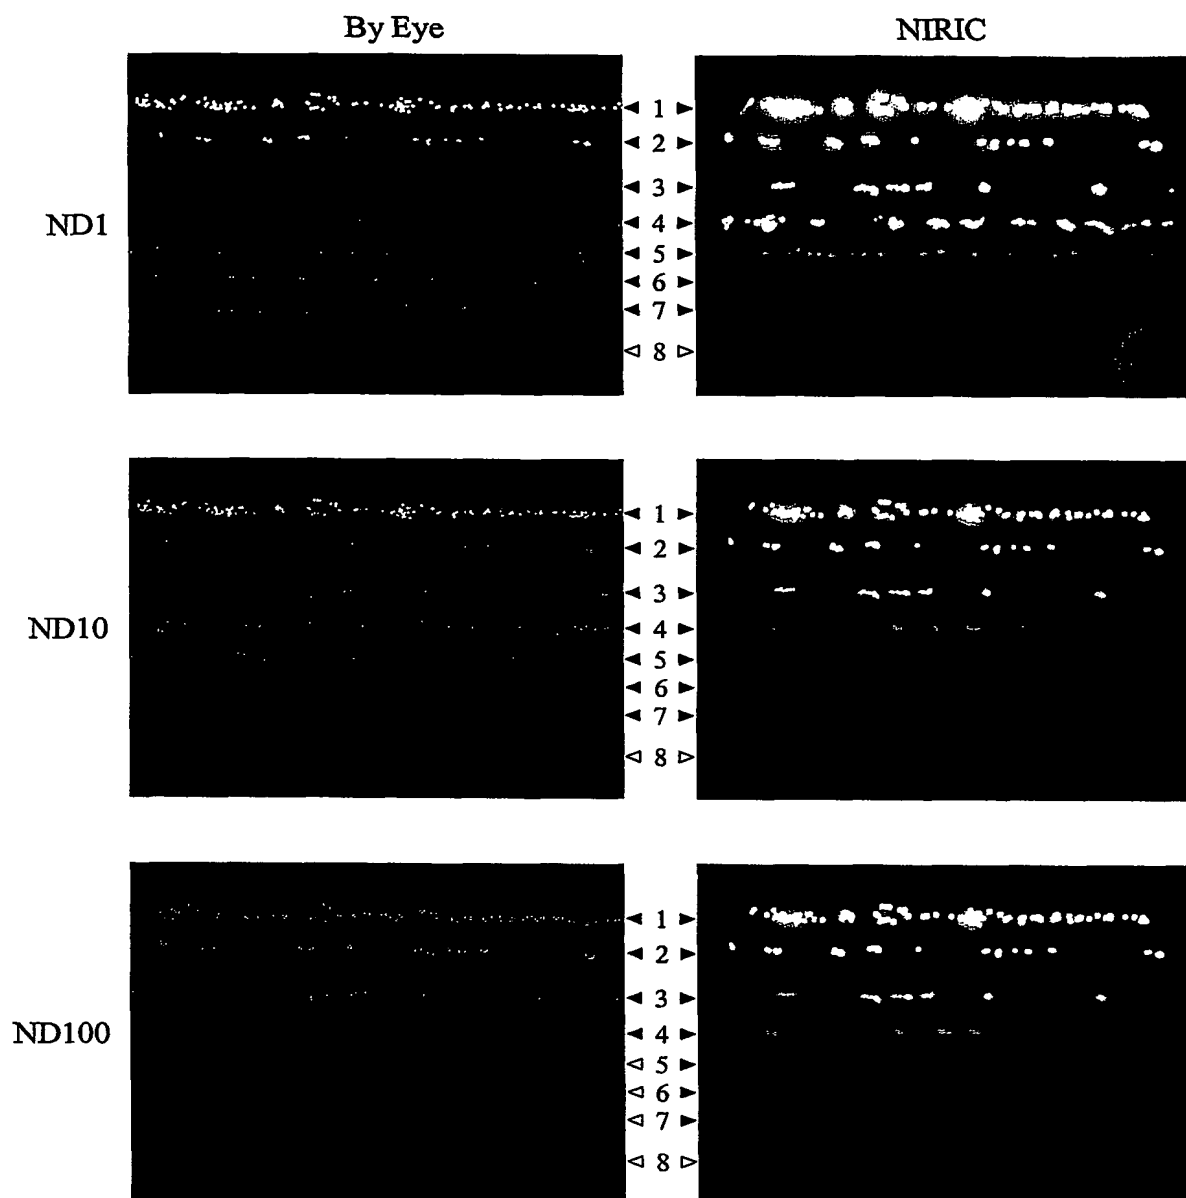 By Eye NIRIC
ND1
◄ 1 ►
◄ 2 ►
◄ 3 ►
◄ 4 ►
◄ 5 ►
◄ 6 ►
◄ 7 ►
◁ 8 ▷
ND10
◄ 1 ►
◄ 2 ►
◄ 3 ►
◄ 4 ►
◄ 5 ►
◄ 6 ►
◄ 7 ►
◁ 8 ▷
ND100
◄ 1 ►
◄ 2 ►
◄ 3 ►
◄ 4 ►
◁ 5 ►
◁ 6 ►
◁ 7 ►
◁ 8 ▷